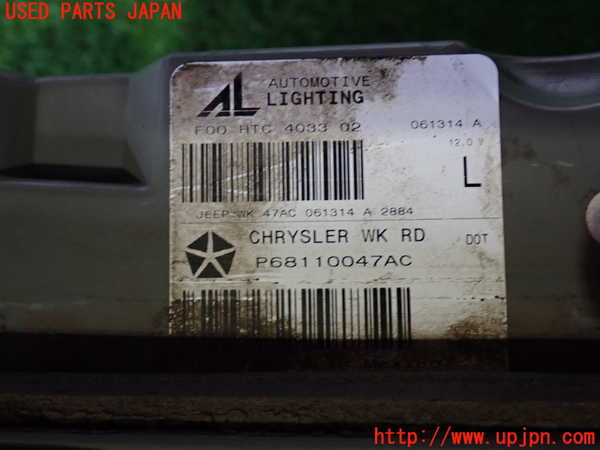 USED PARTS JAPAN
AL AUTOMOTIVE
LIGHTING
F00 HTC 4033 02 061314 A
12.0 V
L
JEEP-WK 47AC 061314 A 2884
CHRYSLER WK RD DOT
P68110047AC
http://www.upjpn.com